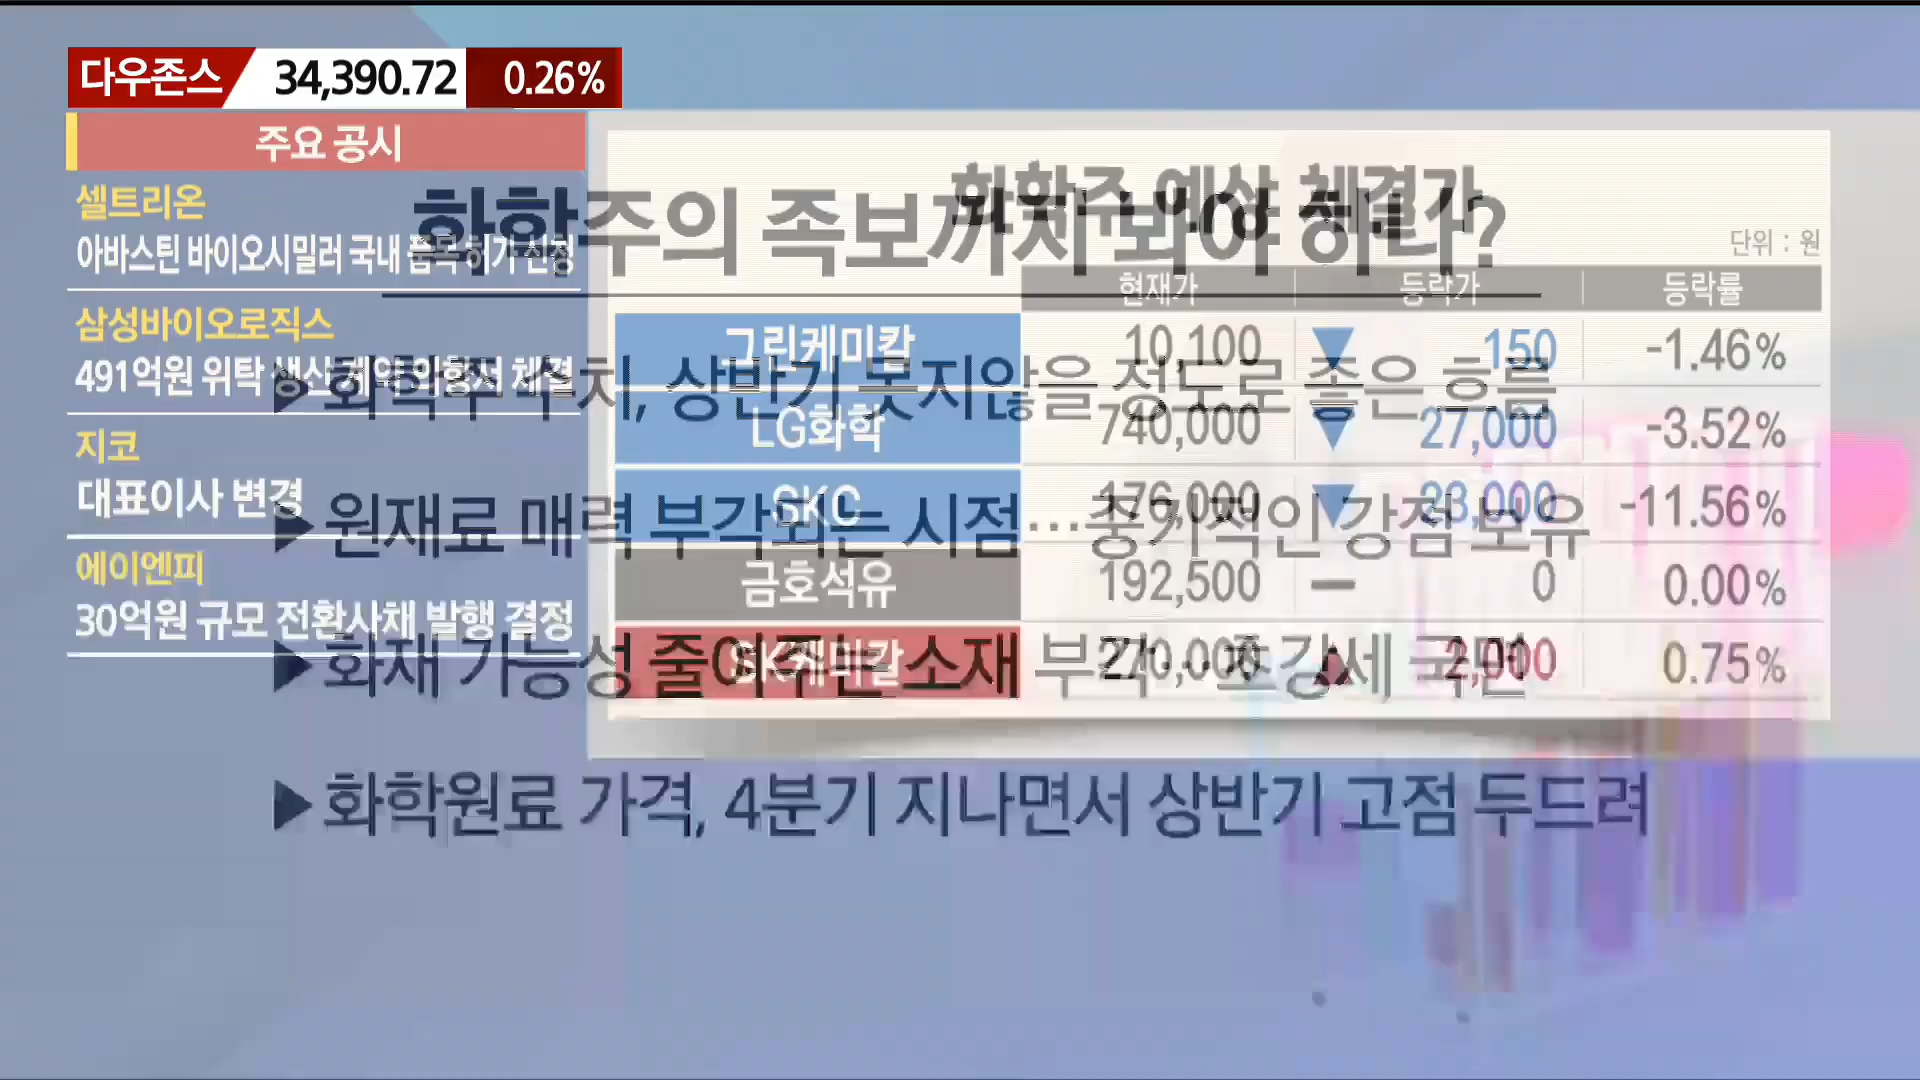 다우존스 34,390.72 0.26%
주요 공시
셀트리온
아바스틴 바이오시밀러 국내 품목 허가 신청
삼성바이오로직스
491억원 위탁 생산 계약 의향서 체결
지코
대표이사 변경
에이엔피
30억원 규모 전환사채 발행 결정
화학주 예상 체결가
단위 : 원
현재가 등락가 등락률
그린케미칼 10,100 ▼ 150 -1.46%
LG화학 740,000 ▼ 27,000 -3.52%
SKC 176,000 ▼ 23,000 -11.56%
금호석유 192,500 ― 0 0.00%
SK케미칼 270,000 ▲ 2,000 0.75%
화학주의 족보까지 봐야 하나?
▶화학주 수치, 상반기 못지않을 정도로 좋은 흐름
▶원재료 매력 부각되는 시점…중기적인 강점 보유
▶화재 가능성 줄여주는 소재 부각…초강세 국면
▶화학원료 가격, 4분기 지나면서 상반기 고점 두드려